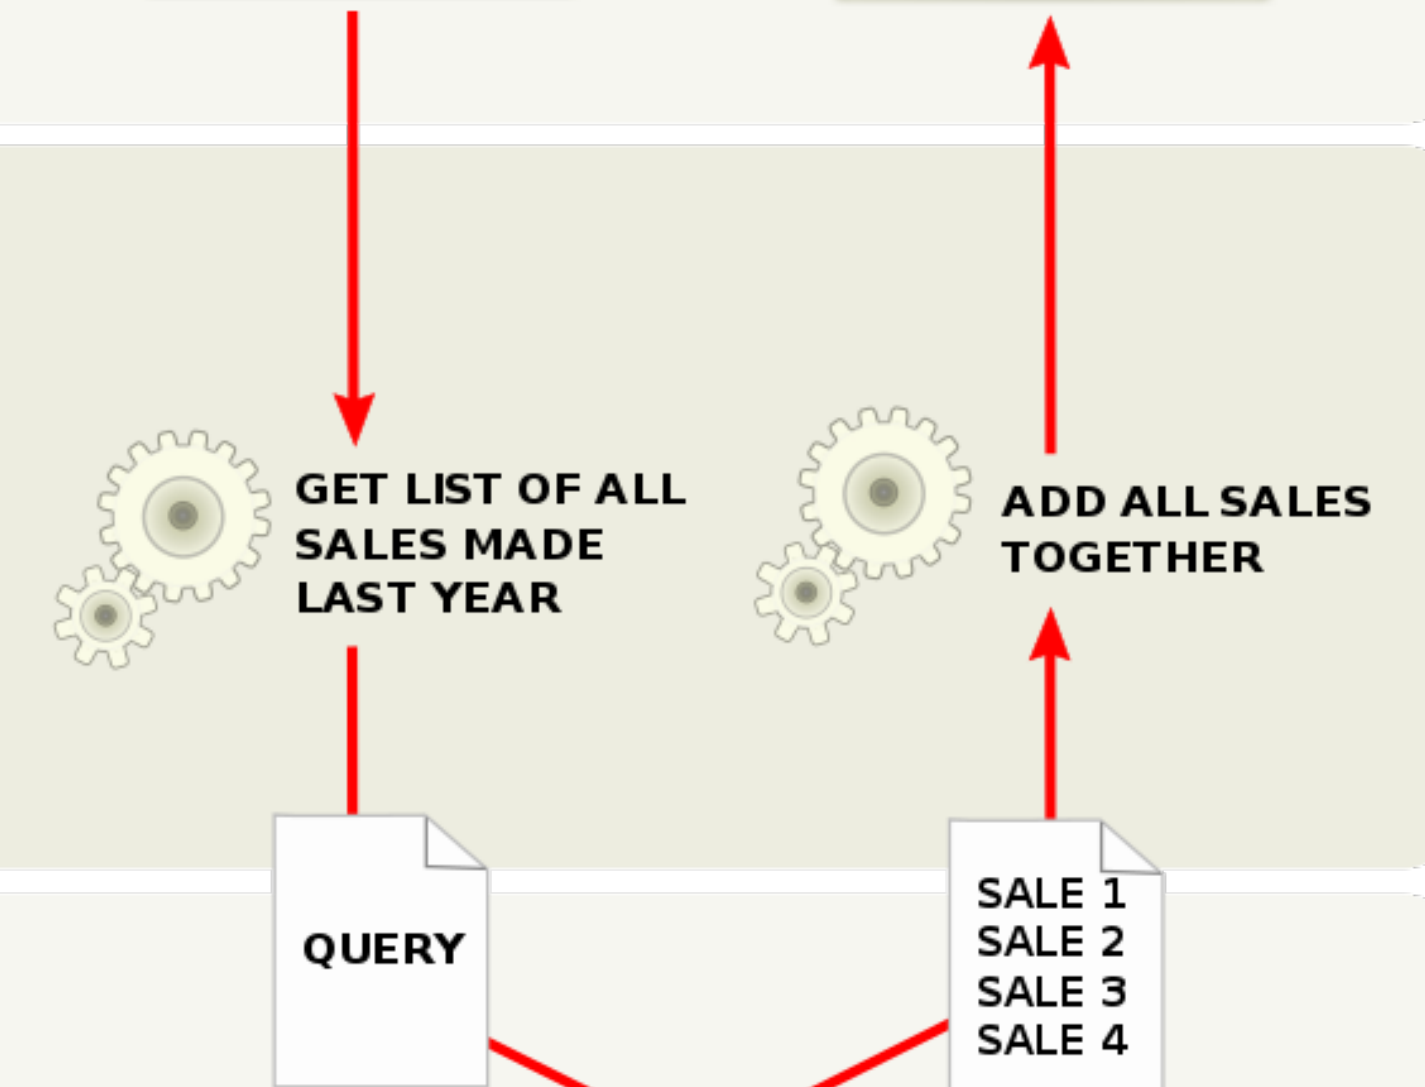 GET LIST OF ALL
SALES MADE
LAST YEAR
ADD ALL SALES
TOGETHER
QUERY
SALE 1
SALE 2
SALE 3
SALE 4